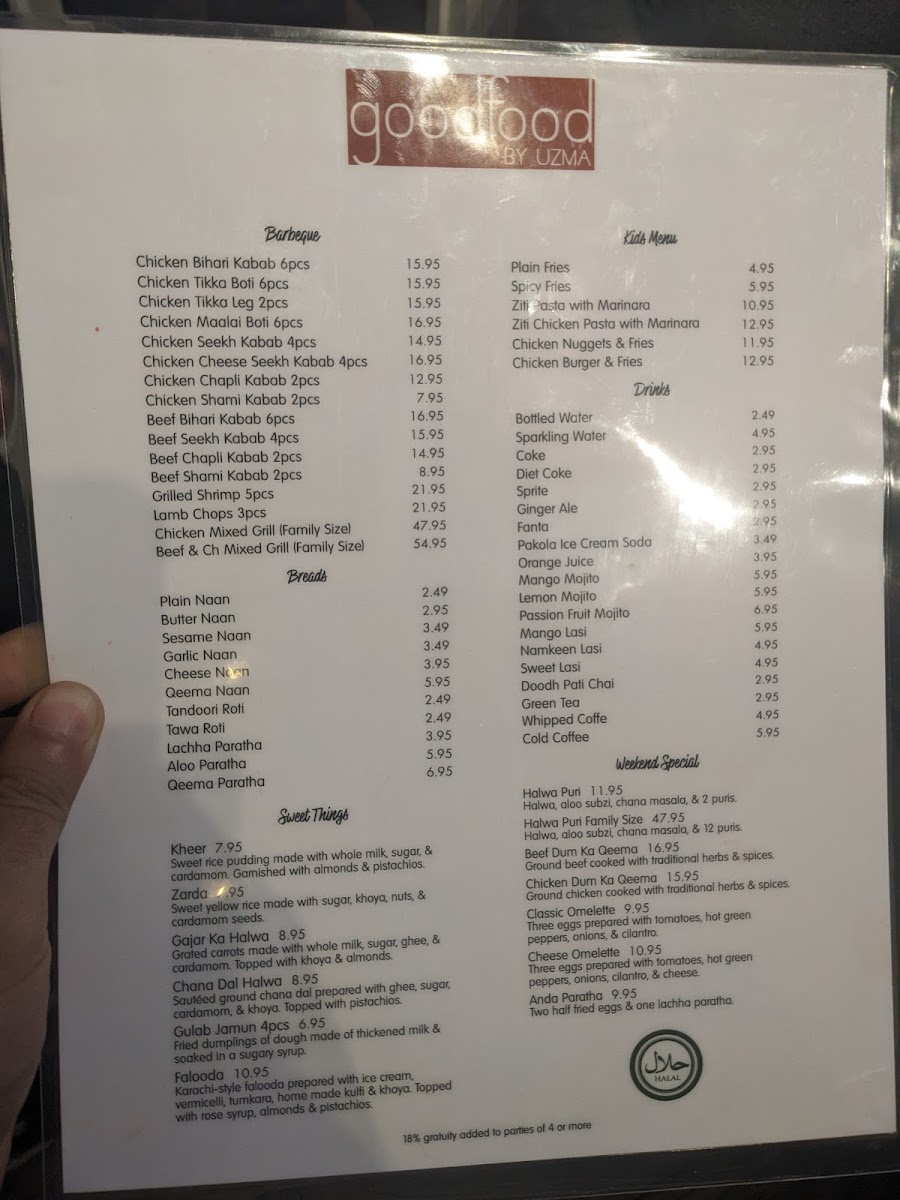 goodfood
BY UZMA
Barbeque
Chicken Bihari Kabab 6pcs 15.95
Chicken Tikka Boti 6pcs 15.95
Chicken Tikka Leg 2pcs 15.95
Chicken Maalai Boti 6pcs 16.95
Chicken Seekh Kabab 4pcs 14.95
Chicken Cheese Seekh Kabab 4pcs 16.95
Chicken Chapli Kabab 2pcs 12.95
Chicken Shami Kabab 2pcs 7.95
Beef Bihari Kabab 6pcs 16.95
Beef Seekh Kabab 4pcs 15.95
Beef Chapli Kabab 2pcs 14.95
Beef Shami Kabab 2pcs 8.95
Grilled Shrimp 5pcs 21.95
Lamb Chops 3pcs 21.95
Chicken Mixed Grill (Family Size) 47.95
Beef & Ch Mixed Grill (Family Size) 54.95
Breads
Plain Naan 2.49
Butter Naan 2.95
Sesame Naan 3.49
Garlic Naan 3.49
Cheese Naan 3.95
Qeema Naan 5.95
Tandoori Roti 2.49
Tawa Roti 2.49
Lachha Paratha 3.95
Aloo Paratha 5.95
Qeema Paratha 6.95
Sweet Things
Kheer 7.95
Sweet rice pudding made with whole milk, sugar, &
cardamom. Garnished with almonds & pistachios.
Zarda
Sweet yellow rice made with sugar, khoya, nuts, &
cardamom seeds.
Gajar Ka Halwa 8.95
Grated carrots made with whole milk, sugar, ghee, &
cardamom. Topped with khoya & almonds.
Chana Dal Halwa 8.95
Sautéed ground chana dal prepared with ghee, sugar,
cardamom, & khoya. Topped with pistachios.
Gulab Jamun 4pcs 6.95
Fried dumplings of dough made of thickened milk &
soaked in a sugary syrup.
Falooda 10.95
Karachi-style falooda prepared with ice cream,
vermicelli, tumkara, home made kulfi & khoya. Topped
with rose syrup, almonds & pistachios.
Kids Menu
Plain Fries 4.95
Spicy Fries 5.95
Ziti Pasta with Marinara 10.95
Ziti Chicken Pasta with Marinara 12.95
Chicken Nuggets & Fries 11.95
Chicken Burger & Fries 12.95
Drinks
Bottled Water 2.49
Sparkling Water 4.95
Coke 2.95
Diet Coke 2.95
Sprite 2.95
Ginger Ale 2.95
Fanta 2.95
Pakola Ice Cream Soda 3.49
Orange Juice 3.95
Mango Mojito 5.95
Lemon Mojito 5.95
Passion Fruit Mojito 6.95
Mango Lasi 5.95
Namkeen Lasi 4.95
Sweet Lasi 4.95
Doodh Pati Chai 2.95
Green Tea 2.95
Whipped Coffe 4.95
Cold Coffee 5.95
Weekend Special
Halwa Puri 11.95
Halwa, aloo subzi, chana masala, & 2 puris.
Halwa Puri Family Size 47.95
Halwa, aloo subzi, chana masala, & 12 puris.
Beef Dum Ka Qeema 16.95
Ground beef cooked with traditional herbs & spices.
Chicken Dum Ka Qeema 15.95
Ground chicken cooked with traditional herbs & spices.
Classic Omelette 9.95
Three eggs prepared with tomatoes, hot green
peppers, onions, & cilantro.
Cheese Omelette 10.95
Three eggs prepared with tomatoes, hot green
peppers, onions, cilantro, & cheese.
Anda Paratha 9.95
Two half fried eggs & one lachha paratha.
حلال
HALAL
18% gratuity added to parties of 4 or more